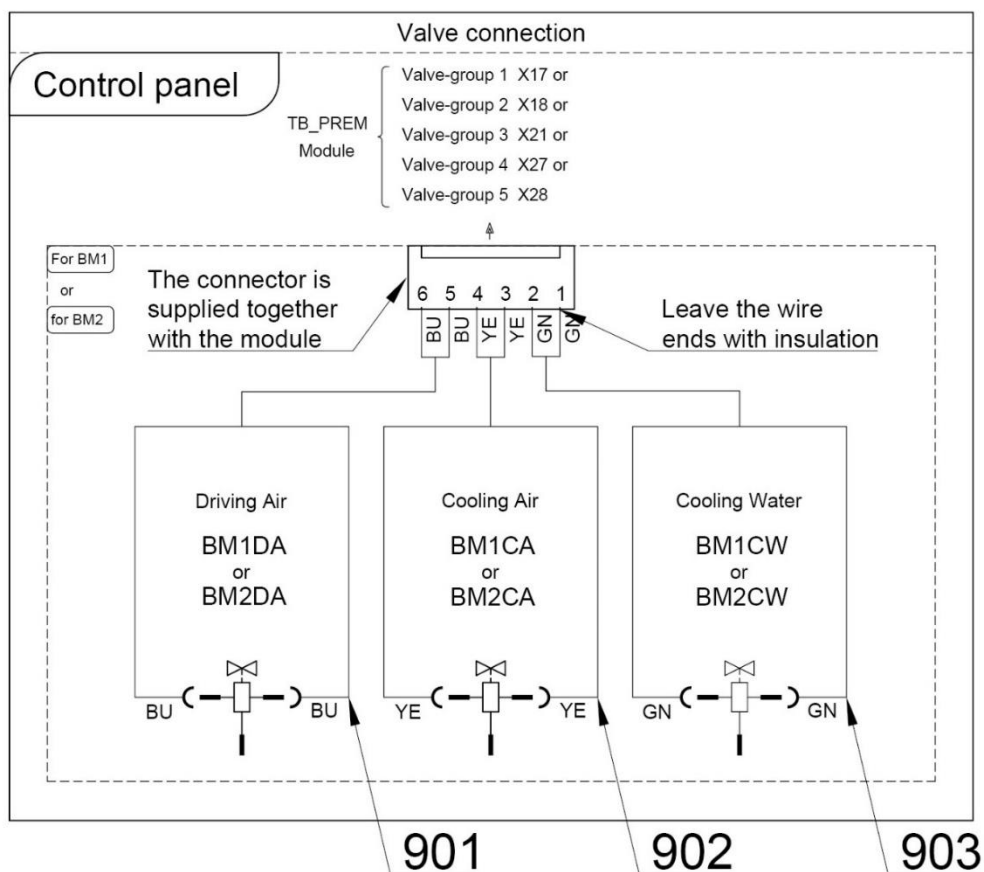 Valve connection
Control panel
TB_PREM
Module
Valve-group 1 X17 or
Valve-group 2 X18 or
Valve-group 3 X21 or
Valve-group 4 X27 or
Valve-group 5 X28
For BM1
or
for BM2
The connector is
supplied together
with the module
6 5 4 3 2 1
BU BU YE YE GN GN
Leave the wire
ends with insulation
Driving Air
BM1DA
or
BM2DA
BU BU
Cooling Air
BM1CA
or
BM2CA
YE YE
Cooling Water
BM1CW
or
BM2CW
GN GN
901 902 903